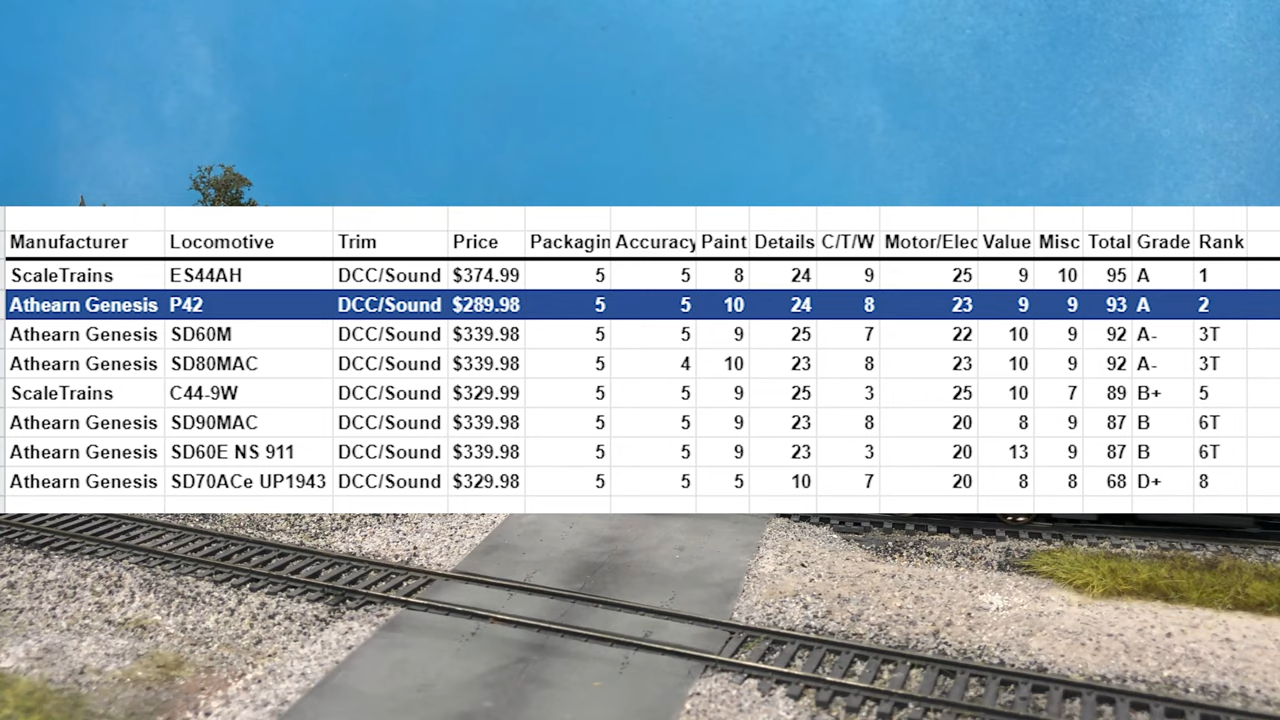 Manufacturer Locomotive Trim Price Packagin Accuracy Paint Details C/T/W Motor/Elec Value Misc Total Grade Rank
ScaleTrains ES44AH DCC/Sound $374.99 5 5 8 24 9 25 9 10 95 A 1
Athearn Genesis P42 DCC/Sound $289.98 5 5 10 24 8 23 9 9 93 A 2
Athearn Genesis SD60M DCC/Sound $339.98 5 5 9 25 7 22 10 9 92 A- 3T
Athearn Genesis SD80MAC DCC/Sound $339.98 5 4 10 23 8 23 10 9 92 A- 3T
ScaleTrains C44-9W DCC/Sound $329.99 5 5 9 25 3 25 10 7 89 B+ 5
Athearn Genesis SD90MAC DCC/Sound $339.98 5 5 9 23 8 20 8 9 87 B 6T
Athearn Genesis SD60E NS 911 DCC/Sound $339.98 5 5 9 23 3 20 13 9 87 B 6T
Athearn Genesis SD70ACe UP1943 DCC/Sound $329.98 5 5 5 10 7 20 8 8 68 D+ 8